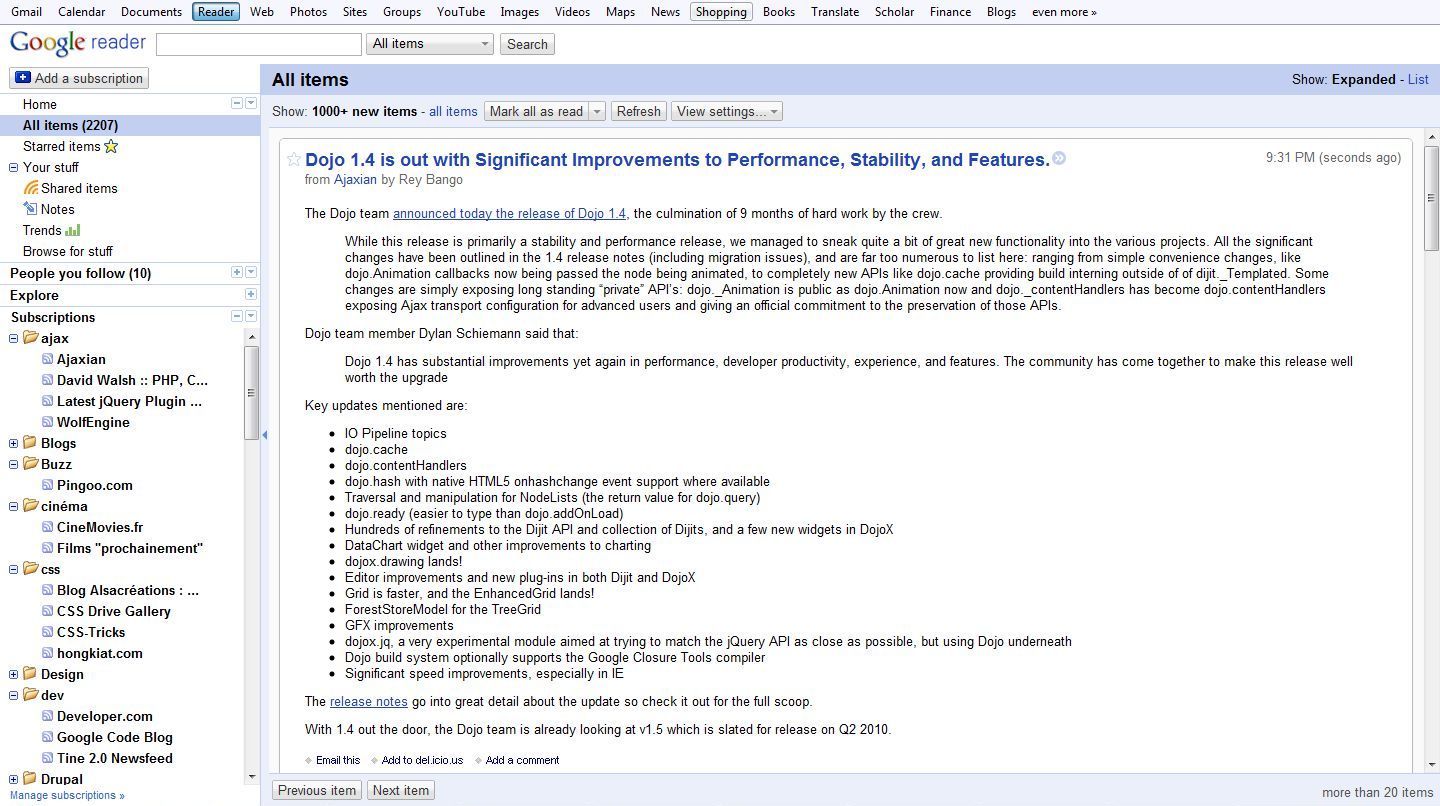 Gmail Calendar Documents Reader Web Photos Sites Groups YouTube Images Videos Maps News Shopping Books Translate Scholar Finance Blogs even more »
Google reader All items Search
Add a subscription
Home
All items (2207)
Starred items
Your stuff
Shared items
Notes
Trends
Browse for stuff
People you follow (10)
Explore
Subscriptions
ajax
Ajaxian
David Walsh :: PHP, C...
Latest jQuery Plugin ...
WolfEngine
Blogs
Buzz
Pingoo.com
cinéma
CineMovies.fr
Films "prochainement"
css
Blog Alsacréations : ...
CSS Drive Gallery
CSS-Tricks
hongkiat.com
Design
dev
Developer.com
Google Code Blog
Tine 2.0 Newsfeed
Drupal
Manage subscriptions »
All items
Show: Expanded - List
Show: 1000+ new items - all items Mark all as read Refresh View settings...
Dojo 1.4 is out with Significant Improvements to Performance, Stability, and Features. »
9:31 PM (seconds ago)
from Ajaxian by Rey Bango
The Dojo team announced today the release of Dojo 1.4, the culmination of 9 months of hard work by the crew.
While this release is primarily a stability and performance release, we managed to sneak quite a bit of great new functionality into the various projects. All the significant
changes have been outlined in the 1.4 release notes (including migration issues), and are far too numerous to list here: ranging from simple convenience changes, like
dojo.Animation callbacks now being passed the node being animated, to completely new APIs like dojo.cache providing build interning outside of of dijit._Templated. Some
changes are simply exposing long standing “private” API’s: dojo._Animation is public as dojo.Animation now and dojo._contentHandlers has become dojo.contentHandlers
exposing Ajax transport configuration for advanced users and giving an official commitment to the preservation of those APIs.
Dojo team member Dylan Schiemann said that:
Dojo 1.4 has substantial improvements yet again in performance, developer productivity, experience, and features. The community has come together to make this release well
worth the upgrade
Key updates mentioned are:
• IO Pipeline topics
• dojo.cache
• dojo.contentHandlers
• dojo.hash with native HTML5 onhashchange event support where available
• Traversal and manipulation for NodeLists (the return value for dojo.query)
• dojo.ready (easier to type than dojo.addOnLoad)
• Hundreds of refinements to the Dijit API and collection of Dijits, and a few new widgets in DojoX
• DataChart widget and other improvements to charting
• dojox.drawing lands!
• Editor improvements and new plug-ins in both Dijit and DojoX
• Grid is faster, and the EnhancedGrid lands!
• ForestStoreModel for the TreeGrid
• GFX improvements
• dojox.jq, a very experimental module aimed at trying to match the jQuery API as close as possible, but using Dojo underneath
• Dojo build system optionally supports the Google Closure Tools compiler
• Significant speed improvements, especially in IE
The release notes go into great detail about the update so check it out for the full scoop.
With 1.4 out the door, the Dojo team is already looking at v1.5 which is slated for release on Q2 2010.
Email this Add to del.icio.us Add a comment
Previous item Next item
more than 20 items